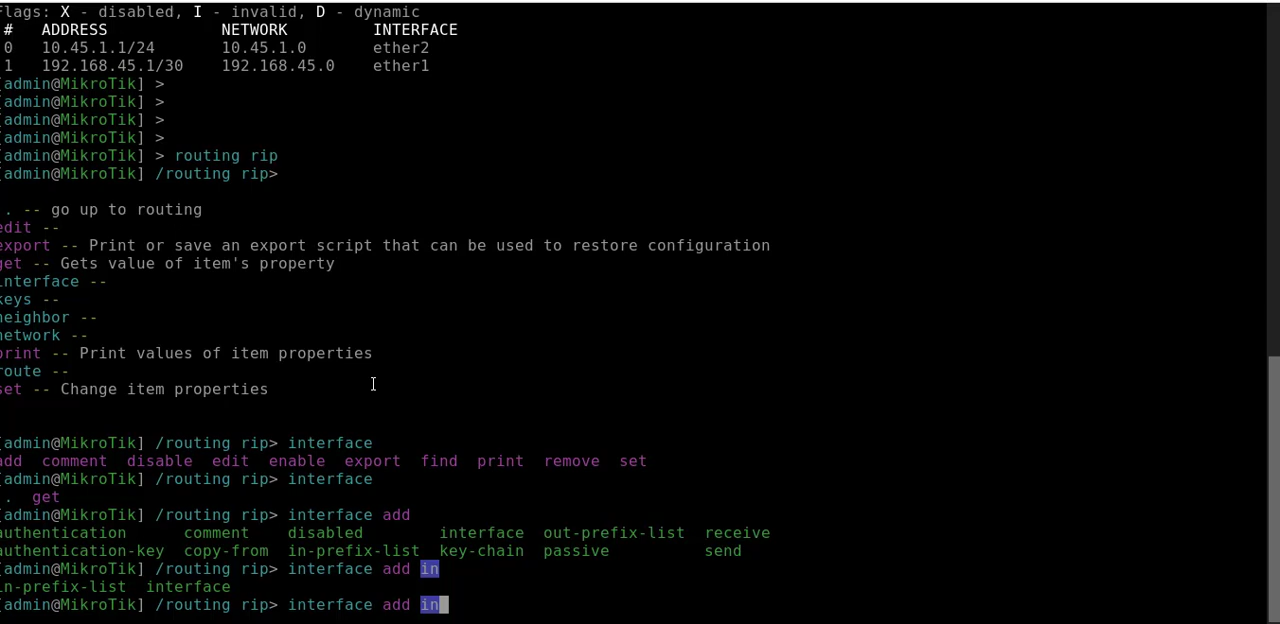 Flags: X - disabled, I - invalid, D - dynamic
# ADDRESS NETWORK INTERFACE
0 10.45.1.1/24 10.45.1.0 ether2
1 192.168.45.1/30 192.168.45.0 ether1
[admin@MikroTik] >
[admin@MikroTik] >
[admin@MikroTik] >
[admin@MikroTik] >
[admin@MikroTik] > routing rip
[admin@MikroTik] /routing rip>
.. -- go up to routing
edit --
export -- Print or save an export script that can be used to restore configuration
get -- Gets value of item's property
interface --
keys --
neighbor --
network --
print -- Print values of item properties
route --
set -- Change item properties
[admin@MikroTik] /routing rip> interface
add comment disable edit enable export find print remove set
[admin@MikroTik] /routing rip> interface
.. get
[admin@MikroTik] /routing rip> interface add
authentication comment disabled interface out-prefix-list receive
authentication-key copy-from in-prefix-list key-chain passive send
[admin@MikroTik] /routing rip> interface add in
in-prefix-list interface
[admin@MikroTik] /routing rip> interface add in